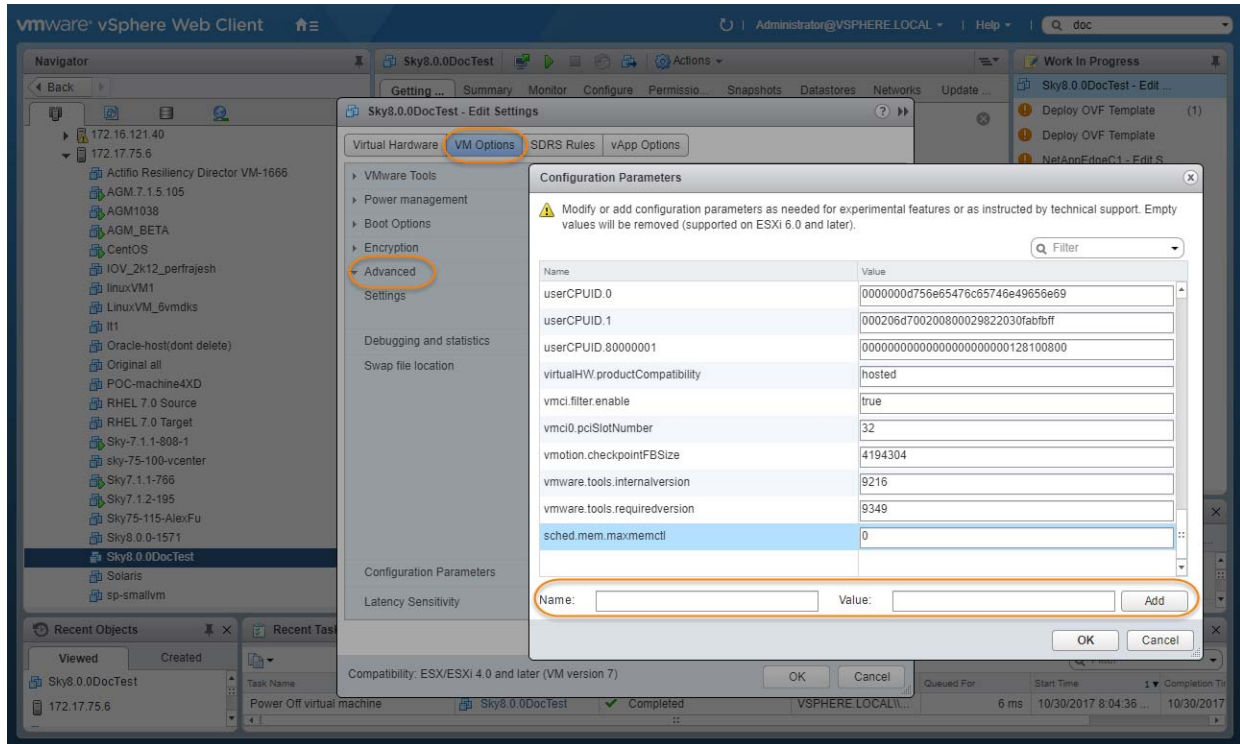 vmware® vSphere Web Client
Administrator@VSPHERE.LOCAL
Help
doc
Navigator
Back
172.16.121.40
172.17.75.6
Actifio Resiliency Director VM-1666
AGM.7.1.5.105
AGM1038
AGM_BETA
CentOS
IOV_2k12_perfrajesh
linuxVM1
LinuxVM_6vmdks
lt1
Oracle-host(dont delete)
Original all
POC-machine4XD
RHEL 7.0 Source
RHEL 7.0 Target
Sky-7.1.1-808-1
sky-75-100-vcenter
Sky7.1.1-766
Sky7.1.2-195
Sky75-115-AlexFu
Sky8.0.0-1571
Sky8.0.0DocTest
Solaris
sp-smallvm
Sky8.0.0DocTest
Actions
Getting ... Summary Monitor Configure Permissio... Snapshots Datastores Networks Update ...
Work In Progress
Sky8.0.0DocTest - Edit ...
Deploy OVF Template (1)
Deploy OVF Template
NetAppEdgeC1 - Edit S...
Sky8.0.0DocTest - Edit Settings
Virtual Hardware VM Options SDRS Rules vApp Options
VMware Tools
Power management
Boot Options
Encryption
Advanced
Settings
Debugging and statistics
Swap file location
Configuration Parameters
Latency Sensitivity
Compatibility: ESX/ESXi 4.0 and later (VM version 7)
OK Cancel
Configuration Parameters
Modify or add configuration parameters as needed for experimental features or as instructed by technical support. Empty
values will be removed (supported on ESXi 6.0 and later).
Filter
Name Value
userCPUID.0 0000000d756e65476c65746e49656e69
userCPUID.1 000206d700200800029822030fabfbff
userCPUID.80000001 00000000000000000000000128100800
virtualHW.productCompatibility hosted
vmci.filter.enable true
vmci0.pciSlotNumber 32
vmotion.checkpointFBSize 4194304
vmware.tools.internalversion 9216
vmware.tools.requiredversion 9349
sched.mem.maxmemctl 0
Name: Value: Add
OK Cancel
Recent Objects
Viewed Created
Sky8.0.0DocTest
172.17.75.6
Recent Tas
Task Name Queued For Start Time 1 Completion Tir
Power Off virtual machine Sky8.0.0DocTest Completed VSPHERE.LOCAL\\... 6 ms 10/30/2017 8:04:36 ... 10/30/2017